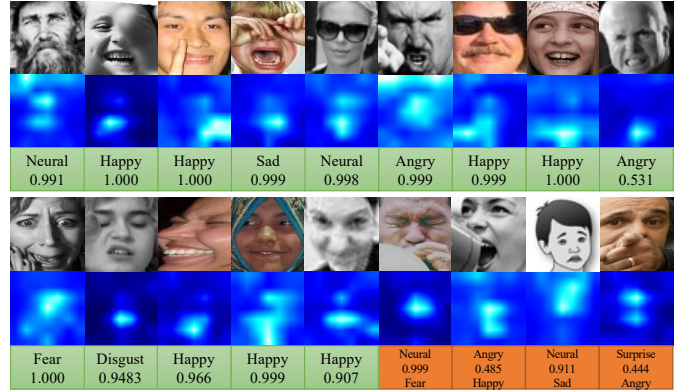 Neural Happy Happy Sad Neural Angry Happy Happy Angry
0.991 1.000 1.000 0.999 0.998 0.999 0.999 1.000 0.531
Fear Disgust Happy Happy Happy Neural Angry Neural Surprise
1.000 0.9483 0.966 0.999 0.907 0.999 0.485 0.911 0.444
Fear Happy Sad Angry